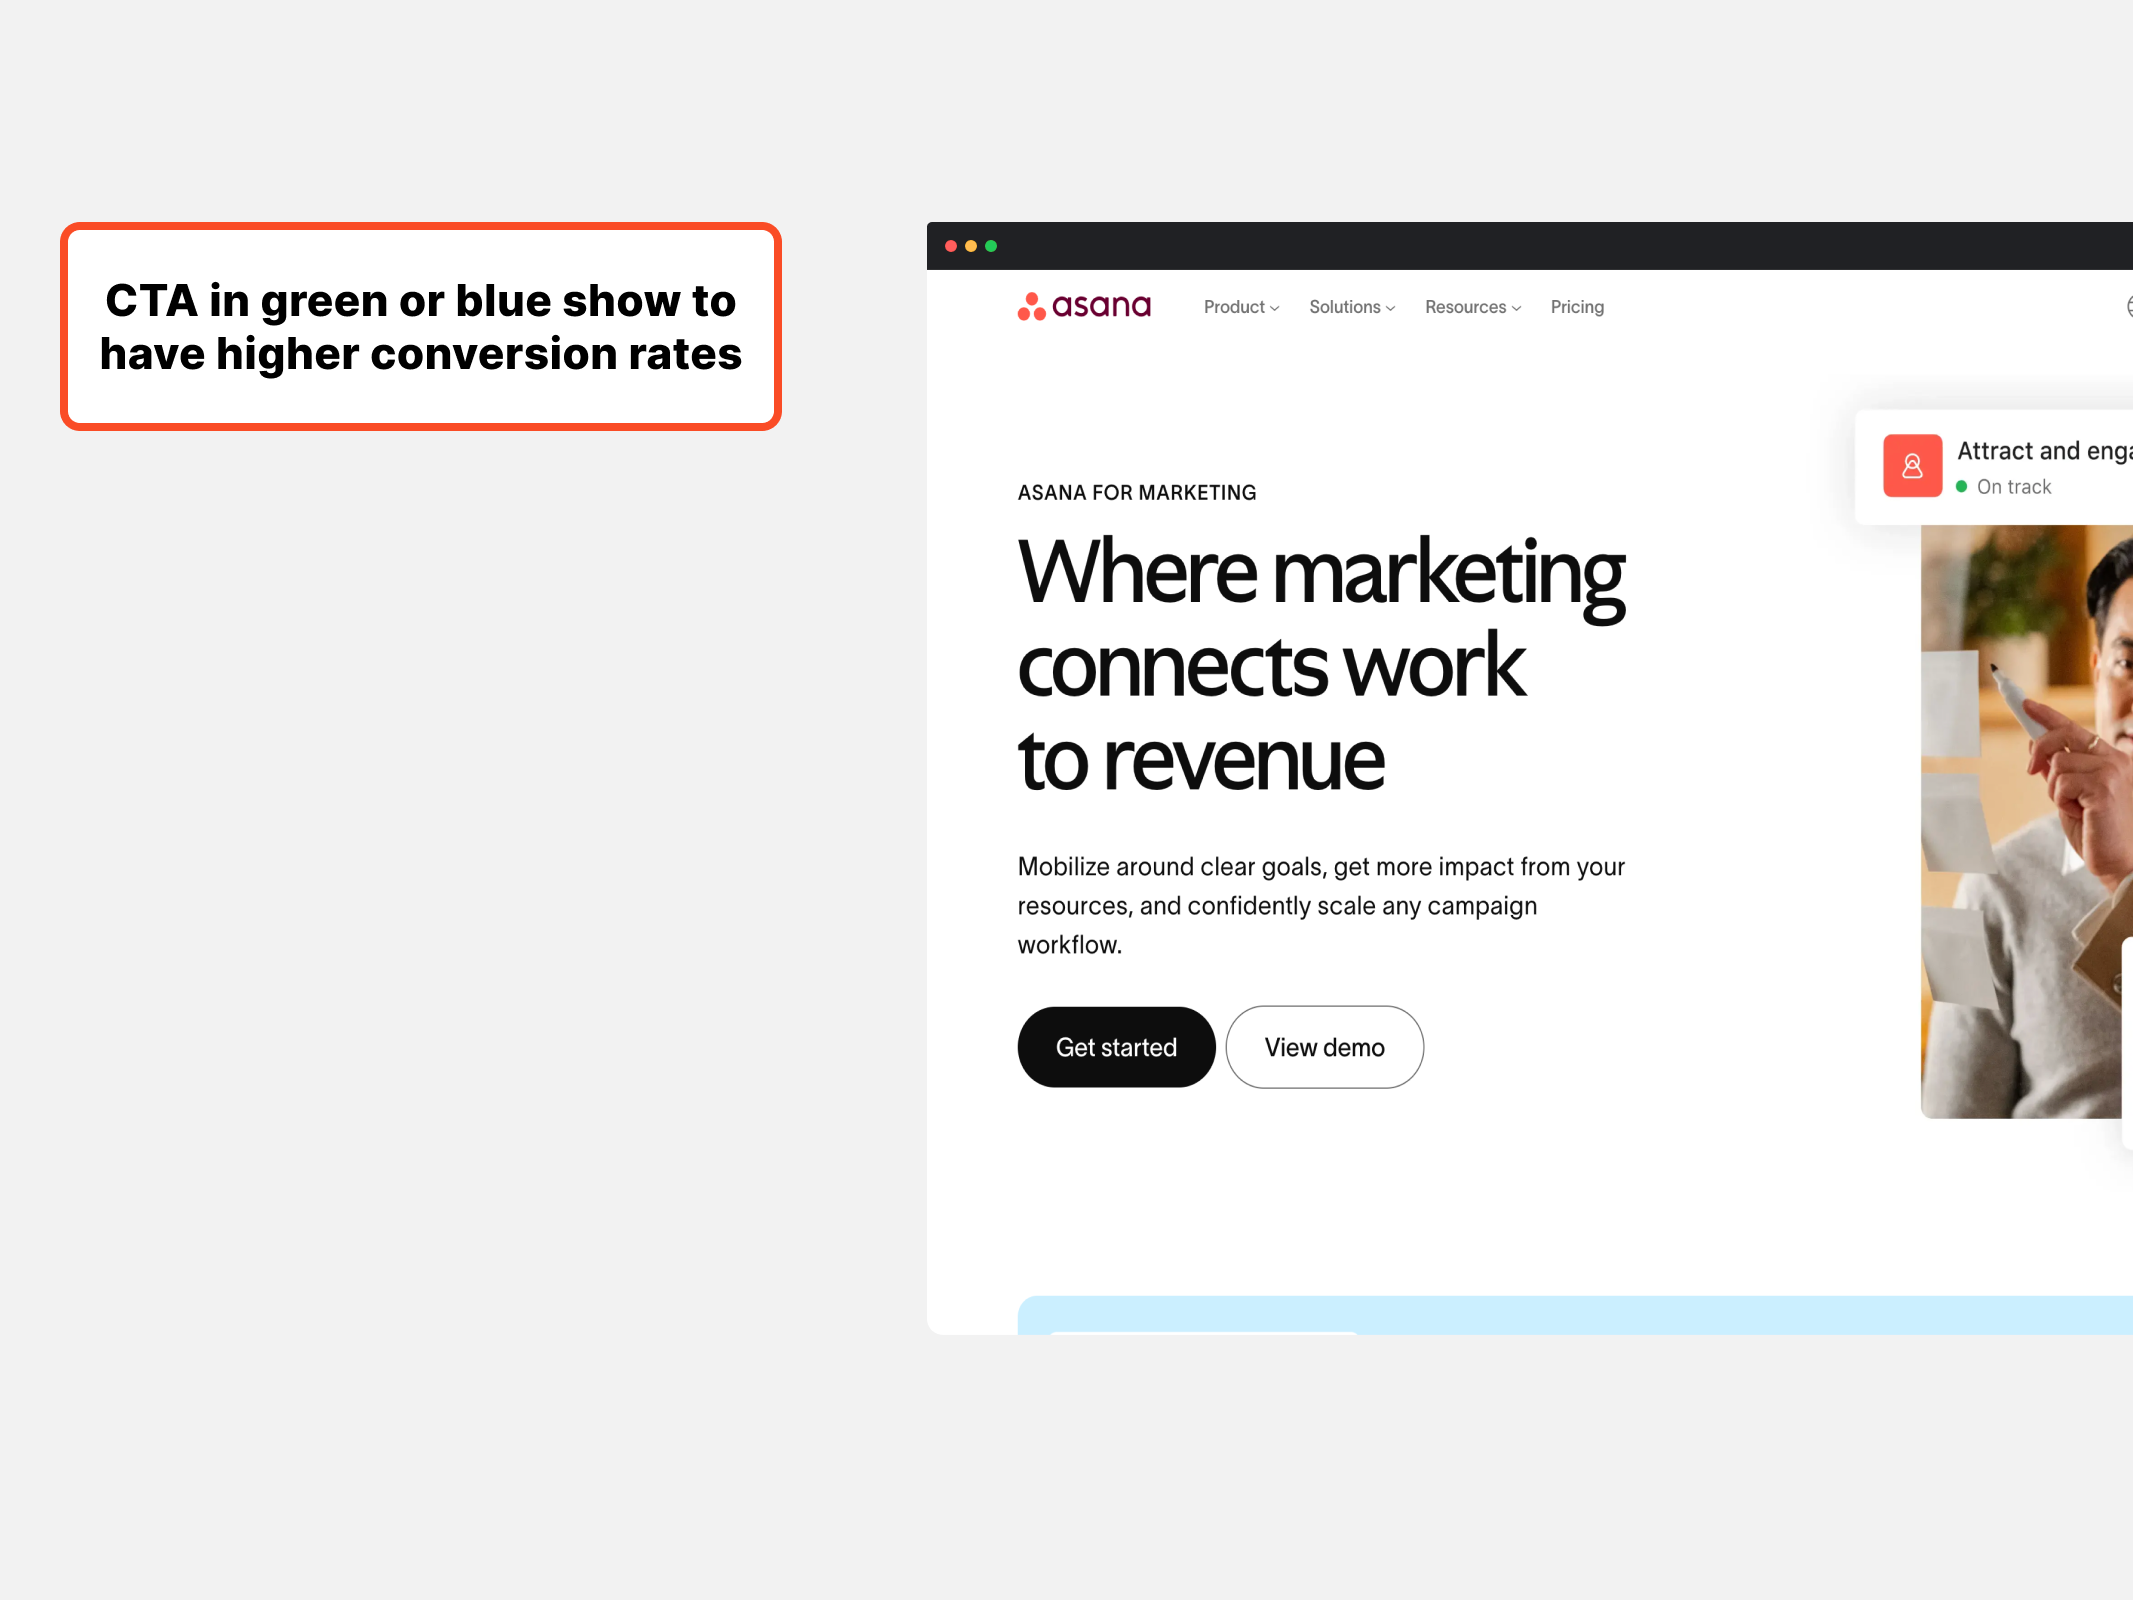 CTA in green or blue show to
have higher conversion rates
asana
Product
Solutions
Resources
Pricing
Attract and
On track
ASANA FOR MARKETING
Where marketing
connects work
to revenue
Mobilize around clear goals, get more impact from your
resources, and confidently scale any campaign
workflow.
Get started
View demo